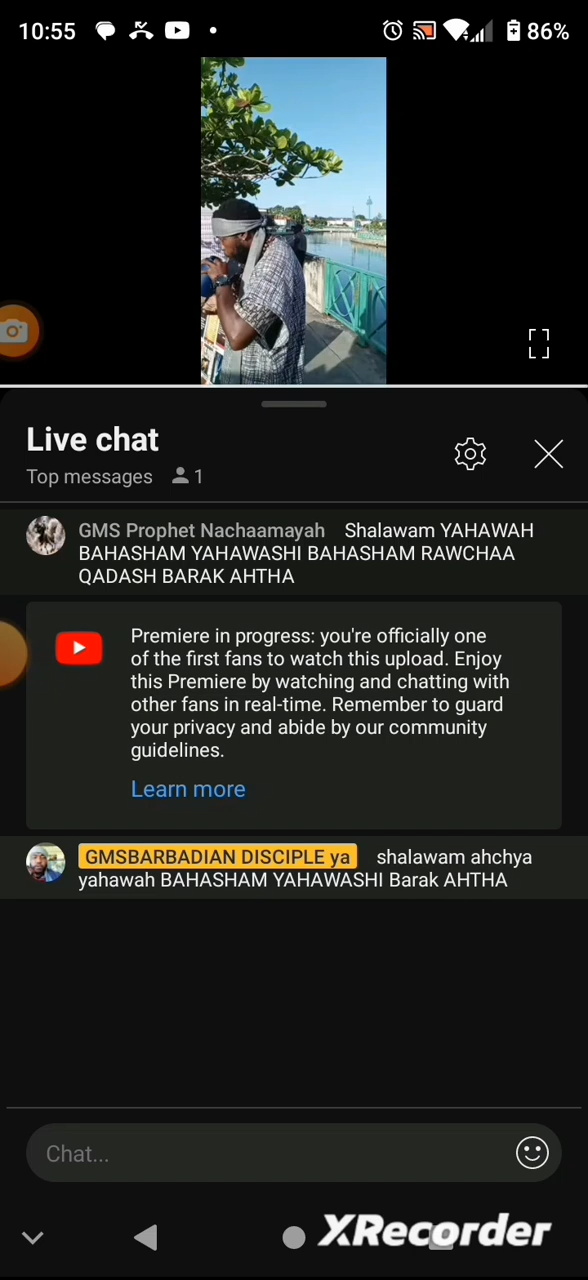 10:55
86%
Live chat
Top messages 1
GMS Prophet Nachaamayah Shalawam YAHAWAH
BAHASHAM YAHAWASHI BAHASHAM RAWCHAA
QADASH BARAK AHTHA
Premiere in progress: you're officially one
of the first fans to watch this upload. Enjoy
this Premiere by watching and chatting with
other fans in real-time. Remember to guard
your privacy and abide by our community
guidelines.
Learn more
GMSBARBADIAN DISCIPLE ya shalawam ahchya
yahawah BAHASHAM YAHAWASHI Barak AHTHA
Chat...
XRecorder